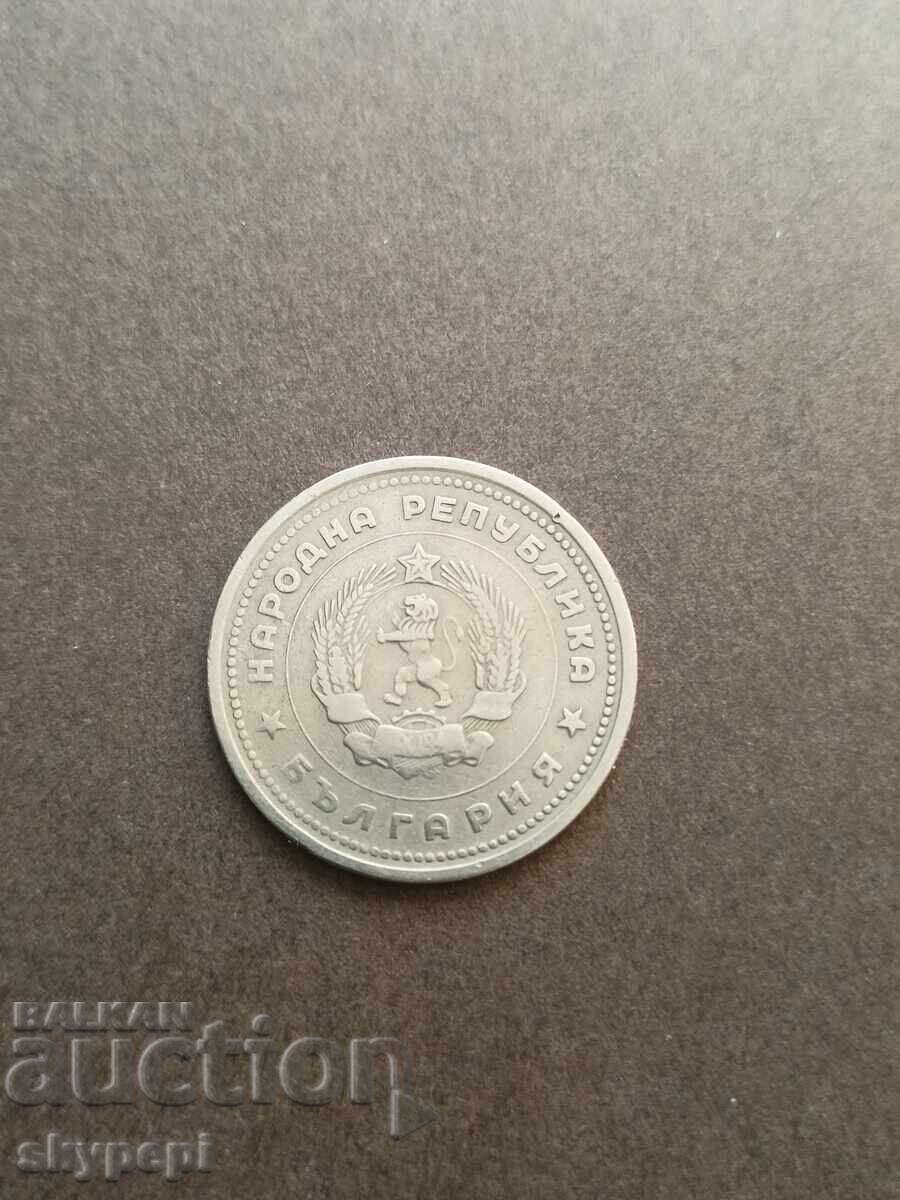 НАРОДНА РЕПУБЛИКА
БЪЛГАРИЯ
BALKAN
auction
skypepi